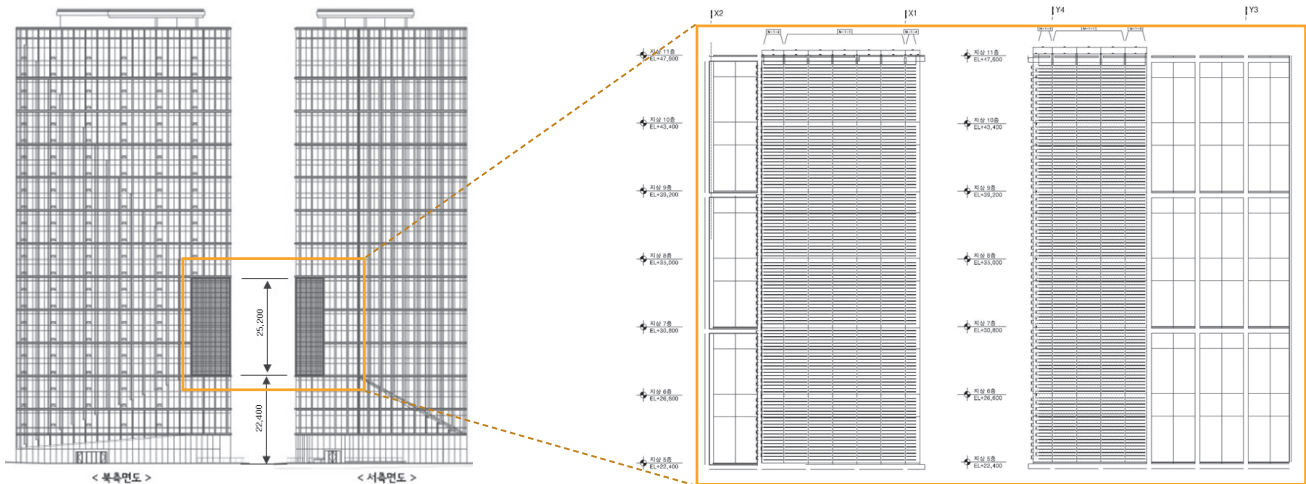 X2
X1
Y4
Y3
지상 11층
EL+47,600
지상 11층
EL+47,600
지상 10층
EL+43,400
지상 10층
EL+43,400
지상 9층
EL+39,200
지상 9층
EL+39,200
지상 8층
EL+35,000
지상 8층
EL+35,000
지상 7층
EL+30,800
지상 7층
EL+30,800
지상 6층
EL+26,600
지상 6층
EL+26,600
지상 5층
EL+22,400
지상 5층
EL+22,400
25,200
22,400
< 북측면도 >
< 서측면도 >